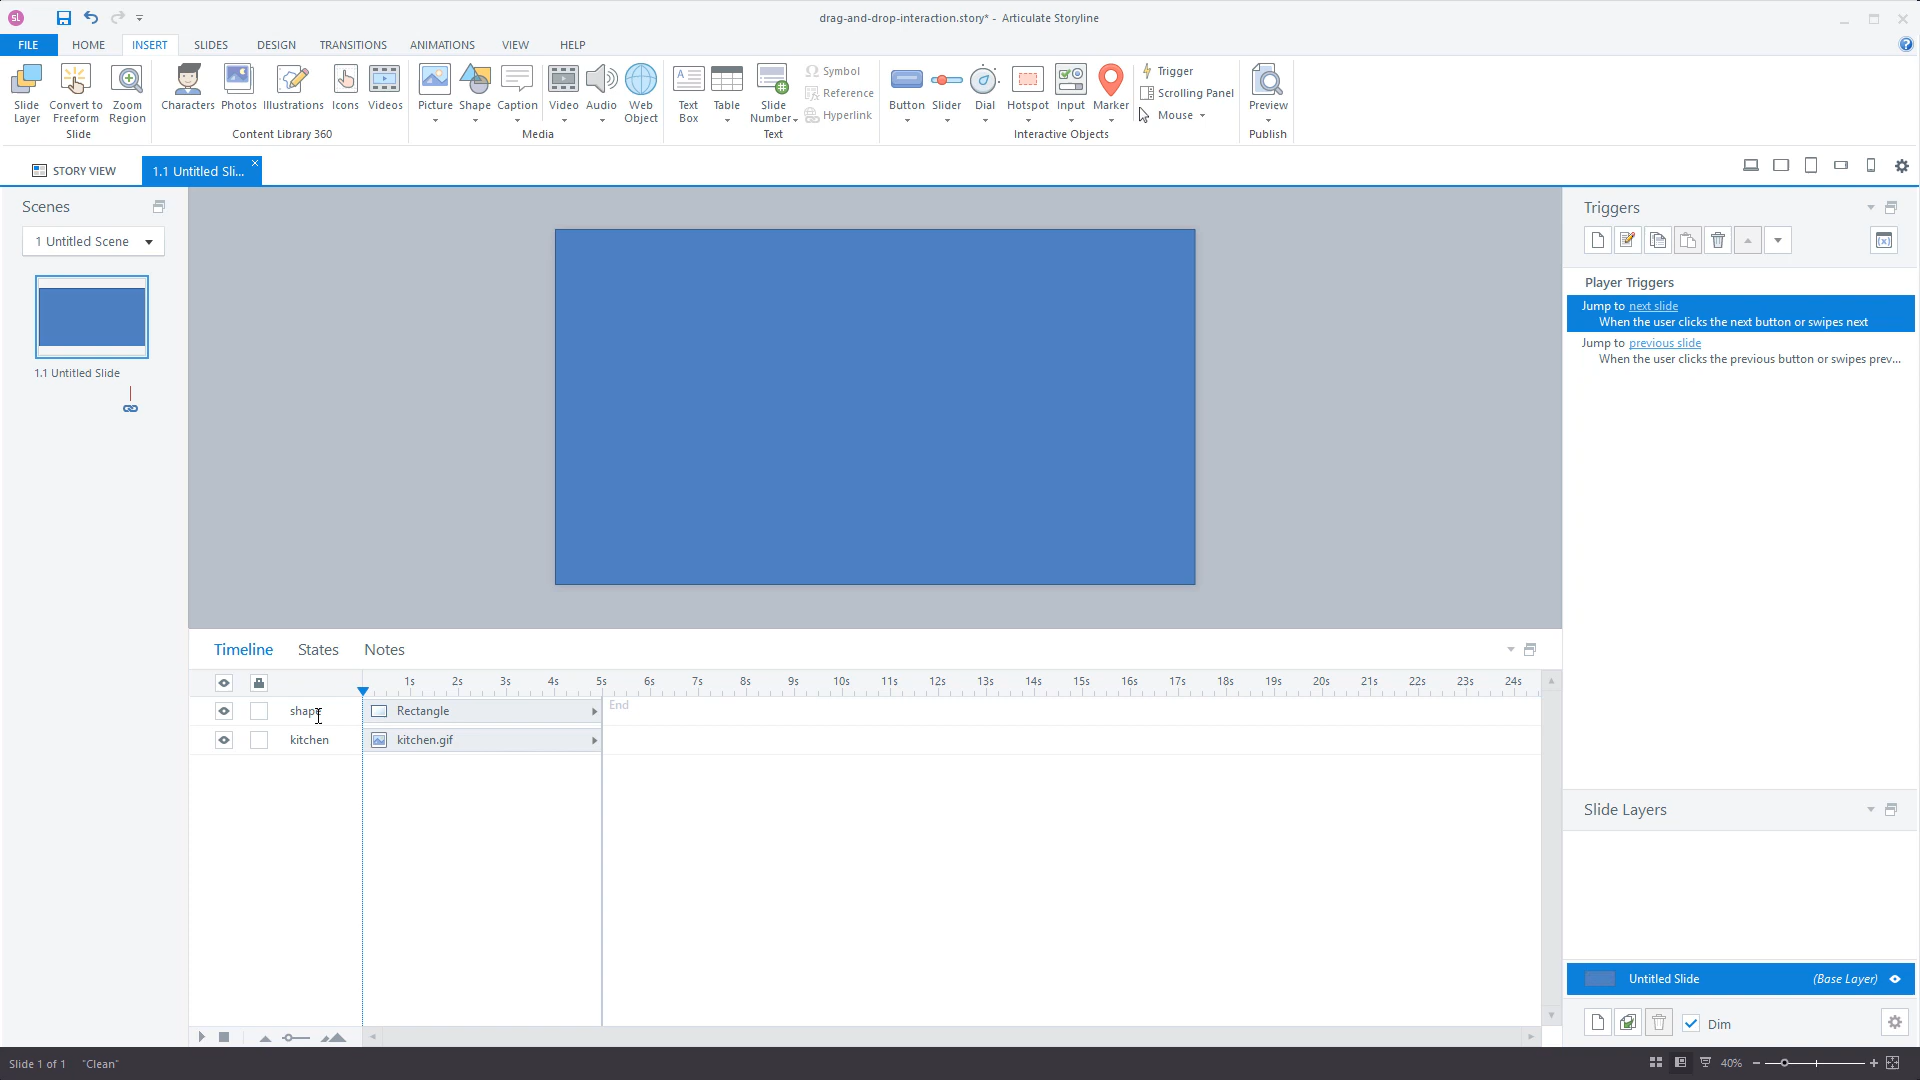 sl
drag-and-drop-interaction.story* - Articulate Storyline
FILE HOME INSERT SLIDES DESIGN TRANSITIONS ANIMATIONS VIEW HELP
Slide Layer
Convert to Freeform
Zoom Region
Slide
Characters
Photos
Illustrations
Icons
Videos
Content Library 360
Picture
Shape
Caption
Video
Audio
Web Object
Media
Text Box
Table
Slide Number
Symbol
Reference
Hyperlink
Text
Button
Slider
Dial
Hotspot
Input
Marker
Trigger
Scrolling Panel
Mouse
Interactive Objects
Preview
Publish
STORY VIEW
1.1 Untitled Sli...
Scenes
1 Untitled Scene
1.1 Untitled Slide
Triggers
Player Triggers
Jump to next slide
When the user clicks the next button or swipes next
Jump to previous slide
When the user clicks the previous button or swipes prev...
Timeline States Notes
1s 2s 3s 4s 5s 6s 7s 8s 9s 10s 11s 12s 13s 14s 15s 16s 17s 18s 19s 20s 21s 22s 23s 24s
shape Rectangle End
kitchen kitchen.gif
Slide Layers
Untitled Slide (Base Layer)
Dim
Slide 1 of 1 "Clean" 40%